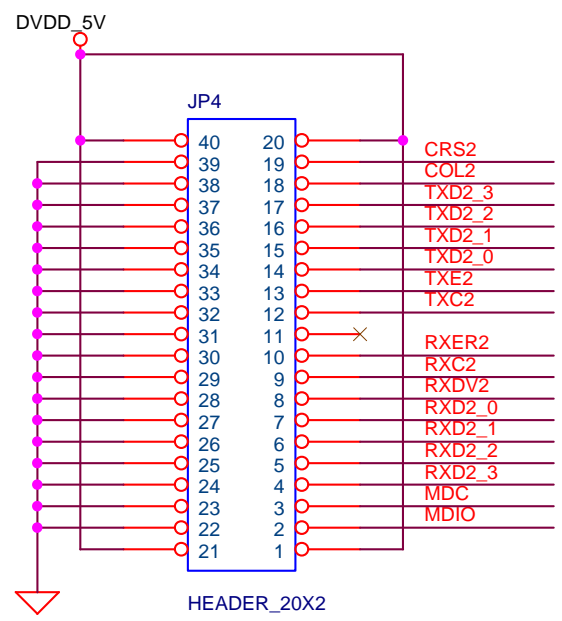 DVDD_5V
JP4
40 20
39 19 CRS2
38 18 COL2
37 17 TXD2_3
36 16 TXD2_2
35 15 TXD2_1
34 14 TXD2_0
33 13 TXE2
32 12 TXC2
31 11
30 10 RXER2
29 9 RXC2
28 8 RXDV2
27 7 RXD2_0
26 6 RXD2_1
25 5 RXD2_2
24 4 RXD2_3
23 3 MDC
22 2 MDIO
21 1
HEADER_20X2